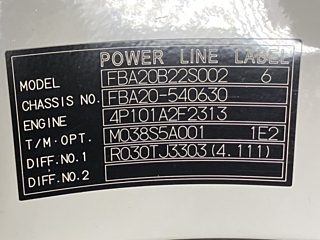 POWER LINE LABEL
MODEL FBA20B22S002 6
CHASSIS NO. FBA20-540630
ENGINE 4P101A2F2313
T/M·OPT. M038S5A001 1E2
DIFF.NO.1 R030TJ3303(4.111)
DIFF.NO.2